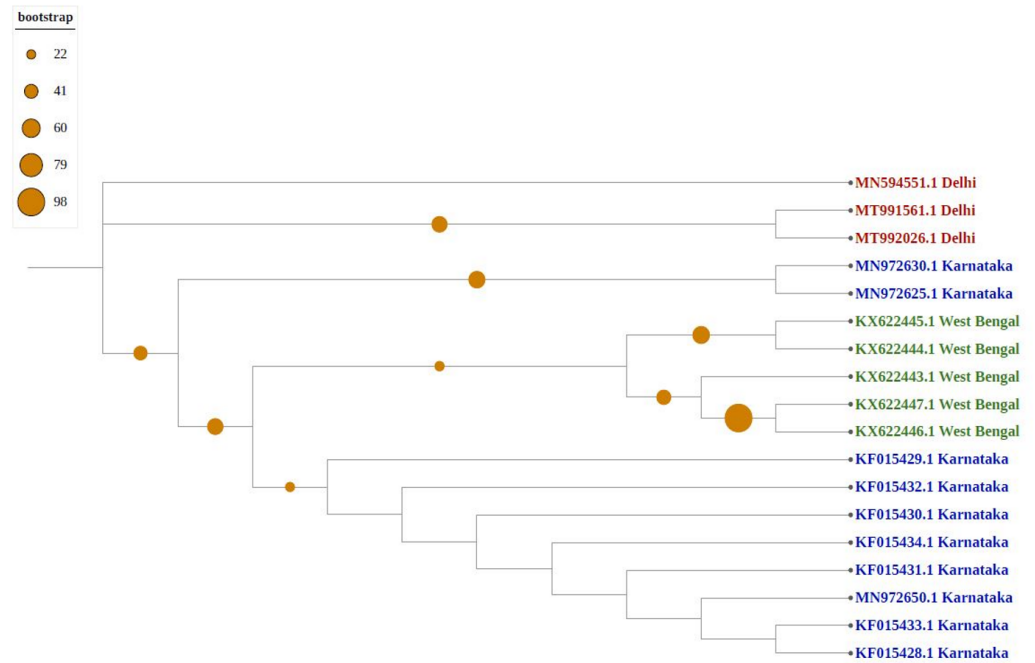 bootstrap
22
41
60
79
98
MN594551.1 Delhi
MT991561.1 Delhi
MT992026.1 Delhi
MN972630.1 Karnataka
MN972625.1 Karnataka
KX622445.1 West Bengal
KX622444.1 West Bengal
KX622443.1 West Bengal
KX622447.1 West Bengal
KX622446.1 West Bengal
KF015429.1 Karnataka
KF015432.1 Karnataka
KF015430.1 Karnataka
KF015434.1 Karnataka
KF015431.1 Karnataka
MN972650.1 Karnataka
KF015433.1 Karnataka
KF015428.1 Karnataka